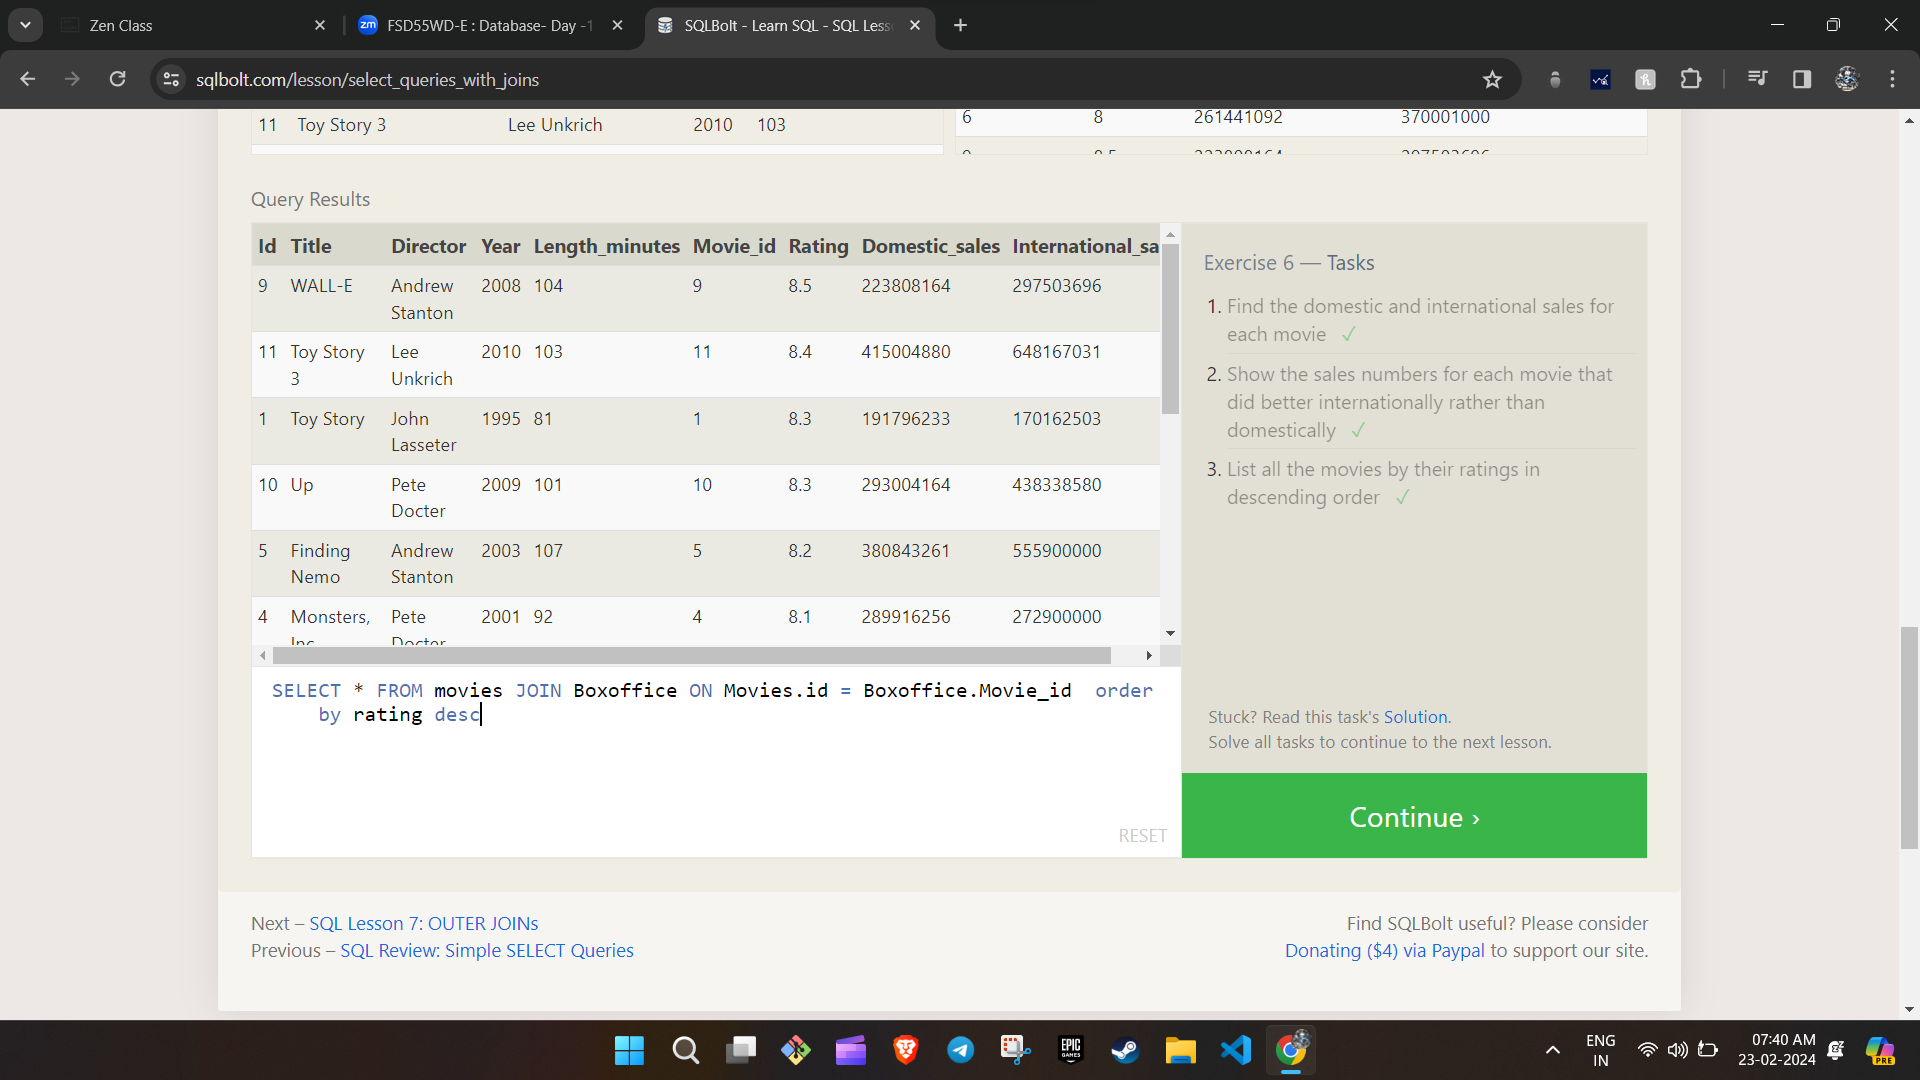 Zen Class
FSD55WD-E : Database- Day -1
SQLBolt - Learn SQL - SQL Less
sqlbolt.com/lesson/select_queries_with_joins
11 Toy Story 3 Lee Unkrich 2010 103
6 8 261441092 370001000
9 8.5 223808164 297503696
Query Results
Id Title Director Year Length_minutes Movie_id Rating Domestic_sales International_sa
9 WALL-E Andrew Stanton 2008 104 9 8.5 223808164 297503696
11 Toy Story 3 Lee Unkrich 2010 103 11 8.4 415004880 648167031
1 Toy Story John Lasseter 1995 81 1 8.3 191796233 170162503
10 Up Pete Docter 2009 101 10 8.3 293004164 438338580
5 Finding Nemo Andrew Stanton 2003 107 5 8.2 380843261 555900000
4 Monsters, Inc. Pete Docter 2001 92 4 8.1 289916256 272900000
SELECT * FROM movies JOIN Boxoffice ON Movies.id = Boxoffice.Movie_id order
by rating desc
RESET
Exercise 6 — Tasks
1. Find the domestic and international sales for
each movie ✓
2. Show the sales numbers for each movie that
did better internationally rather than
domestically ✓
3. List all the movies by their ratings in
descending order ✓
Stuck? Read this task's Solution.
Solve all tasks to continue to the next lesson.
Continue ›
Next – SQL Lesson 7: OUTER JOINs
Previous – SQL Review: Simple SELECT Queries
Find SQLBolt useful? Please consider
Donating ($4) via Paypal to support our site.
EPIC
GAMES
ENG
IN
07:40 AM
23-02-2024
PRE